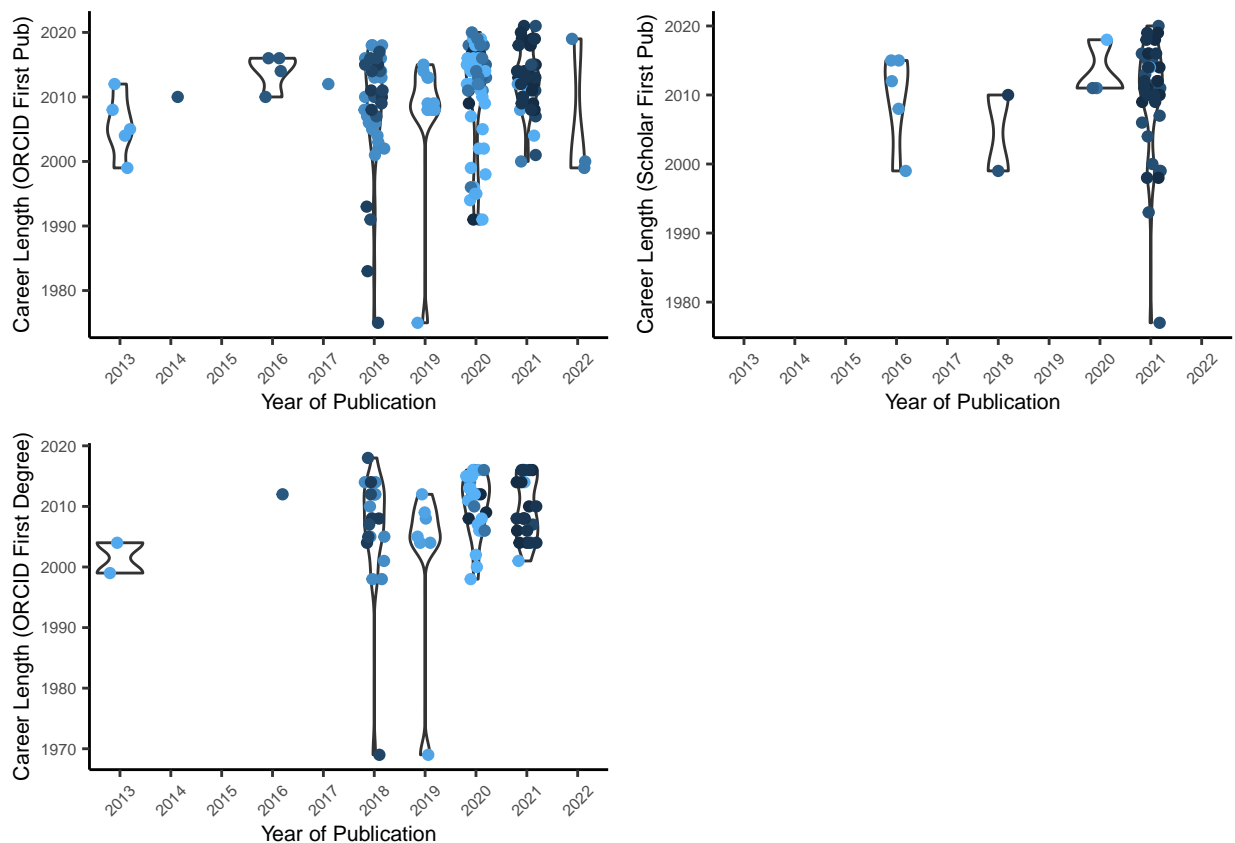 Career Length (ORCID First Pub)
2020
2010
2000
1990
1980
2013 2014 2015 2016 2017 2018 2019 2020 2021 2022
Year of Publication
Career Length (Scholar First Pub)
2020
2010
2000
1990
1980
2013 2014 2015 2016 2017 2018 2019 2020 2021 2022
Year of Publication
Career Length (ORCID First Degree)
2020
2010
2000
1990
1980
1970
2013 2014 2015 2016 2017 2018 2019 2020 2021 2022
Year of Publication